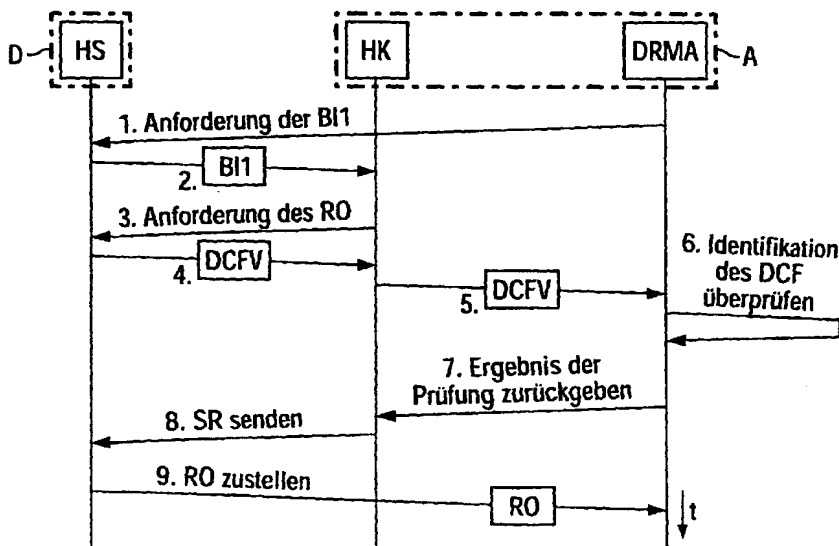 D
HS
HK
DRMA
A
1. Anforderung der BI1
2. BI1
3. Anforderung des RO
4. DCFV
5. DCFV
6. Identifikation
des DCF
überprüfen
7. Ergebnis der
Prüfung zurückgeben
8. SR senden
9. RO zustellen
RO
t